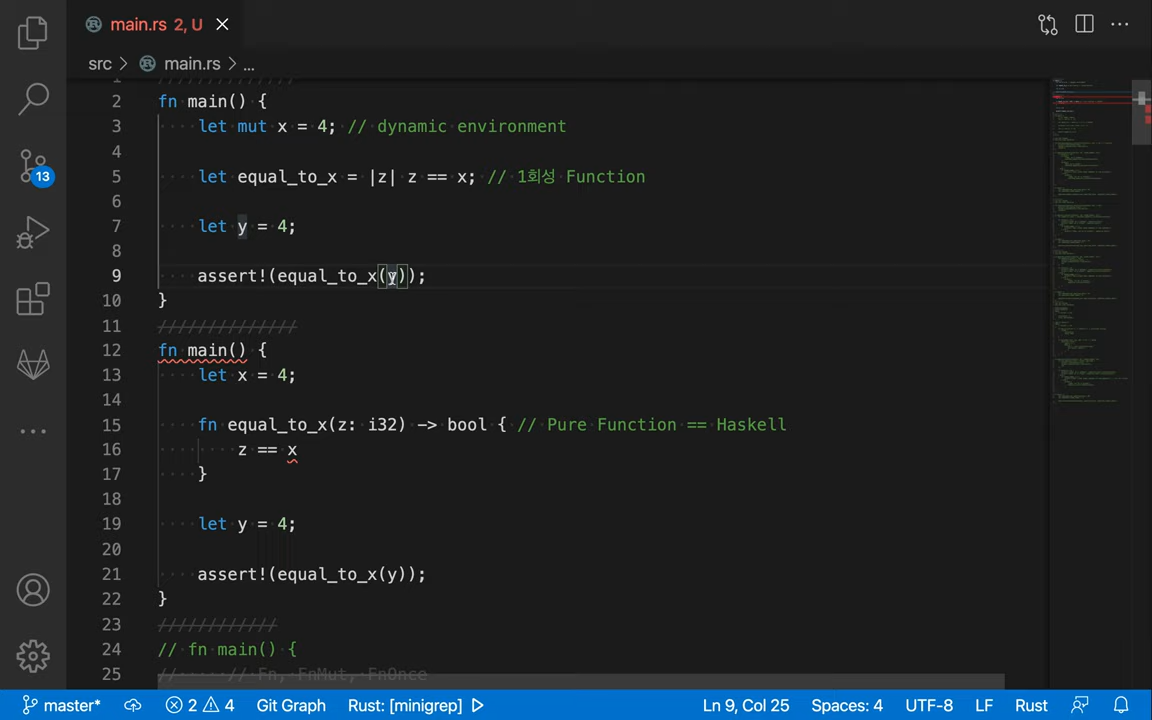 main.rs 2, U
src > main.rs > ...
1 //////////////
2 fn main() {
3 let mut x = 4; // dynamic environment
4
5 let equal_to_x = |z| z == x; // 1회성 Function
6
7 let y = 4;
8
9 assert!(equal_to_x(y));
10 }
11 //////////////
12 fn main() {
13 let x = 4;
14
15 fn equal_to_x(z: i32) -> bool { // Pure Function == Haskell
16 z == x
17 }
18
19 let y = 4;
20
21 assert!(equal_to_x(y));
22 }
23 ////////////
24 // fn main() {
25 // // Fn, FnMut, FnOnce
13
master* 2 4 Git Graph Rust: [minigrep] Ln 9, Col 25 Spaces: 4 UTF-8 LF Rust